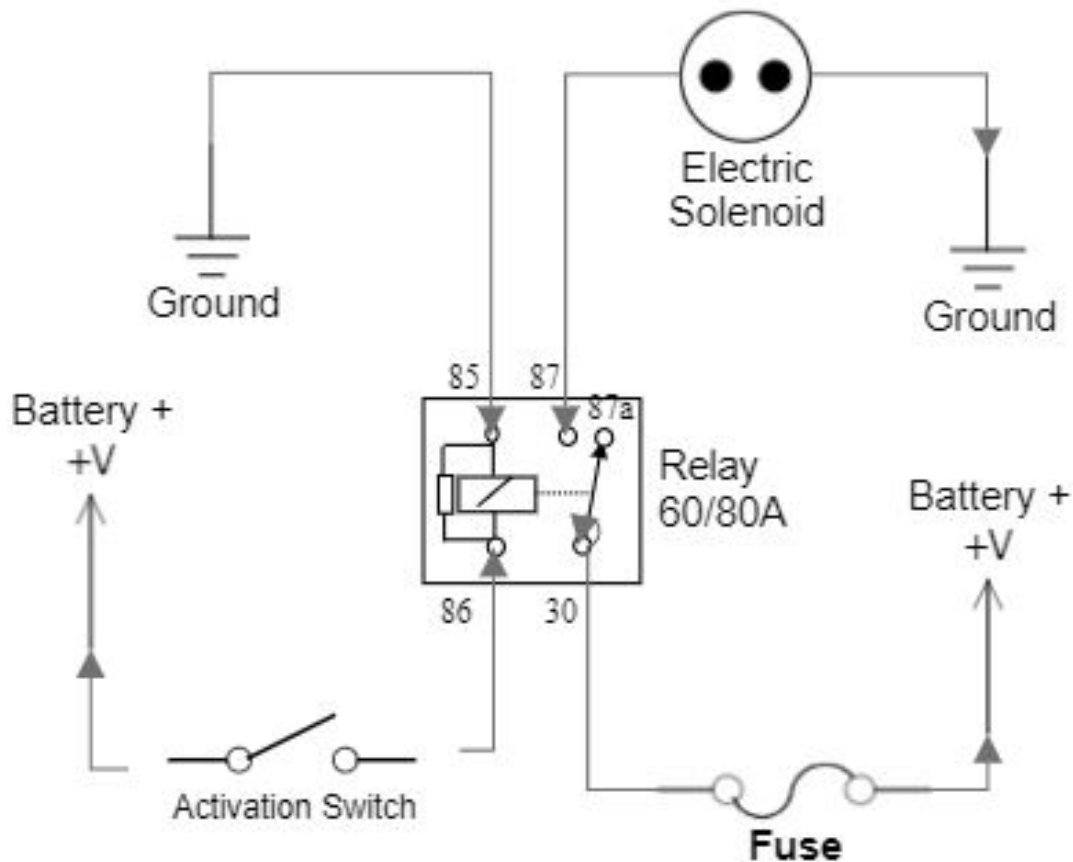 Electric
Solenoid
Ground
Ground
85
87
87a
Battery +
+V
Relay
60/80A
Battery +
+V
86
30
Activation Switch
Fuse